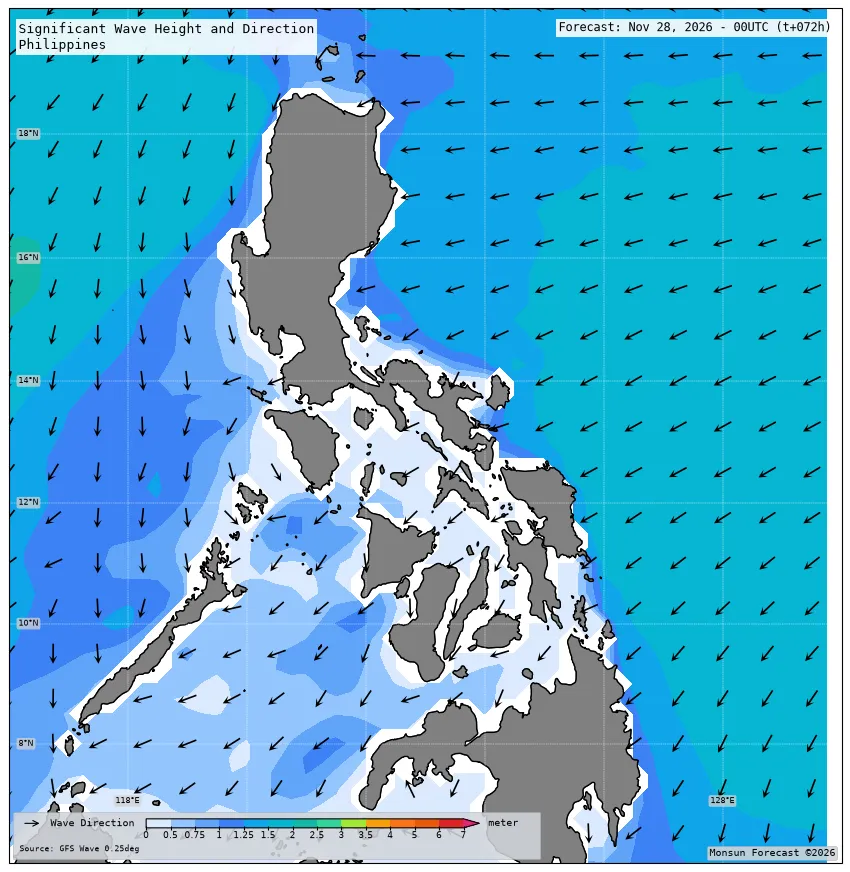 Significant Wave Height and Direction
Philippines
Forecast: Nov 28, 2026 - 00UTC (t+072h)
18°N
16°N
14°N
12°N
10°N
8°N
118°E
128°E
Wave Direction
0 0.5 0.75 1 1.25 1.5 2 2.5 3 3.5 4 5 6 7
meter
Source: GFS Wave 0.25deg
Monsun Forecast ©2026